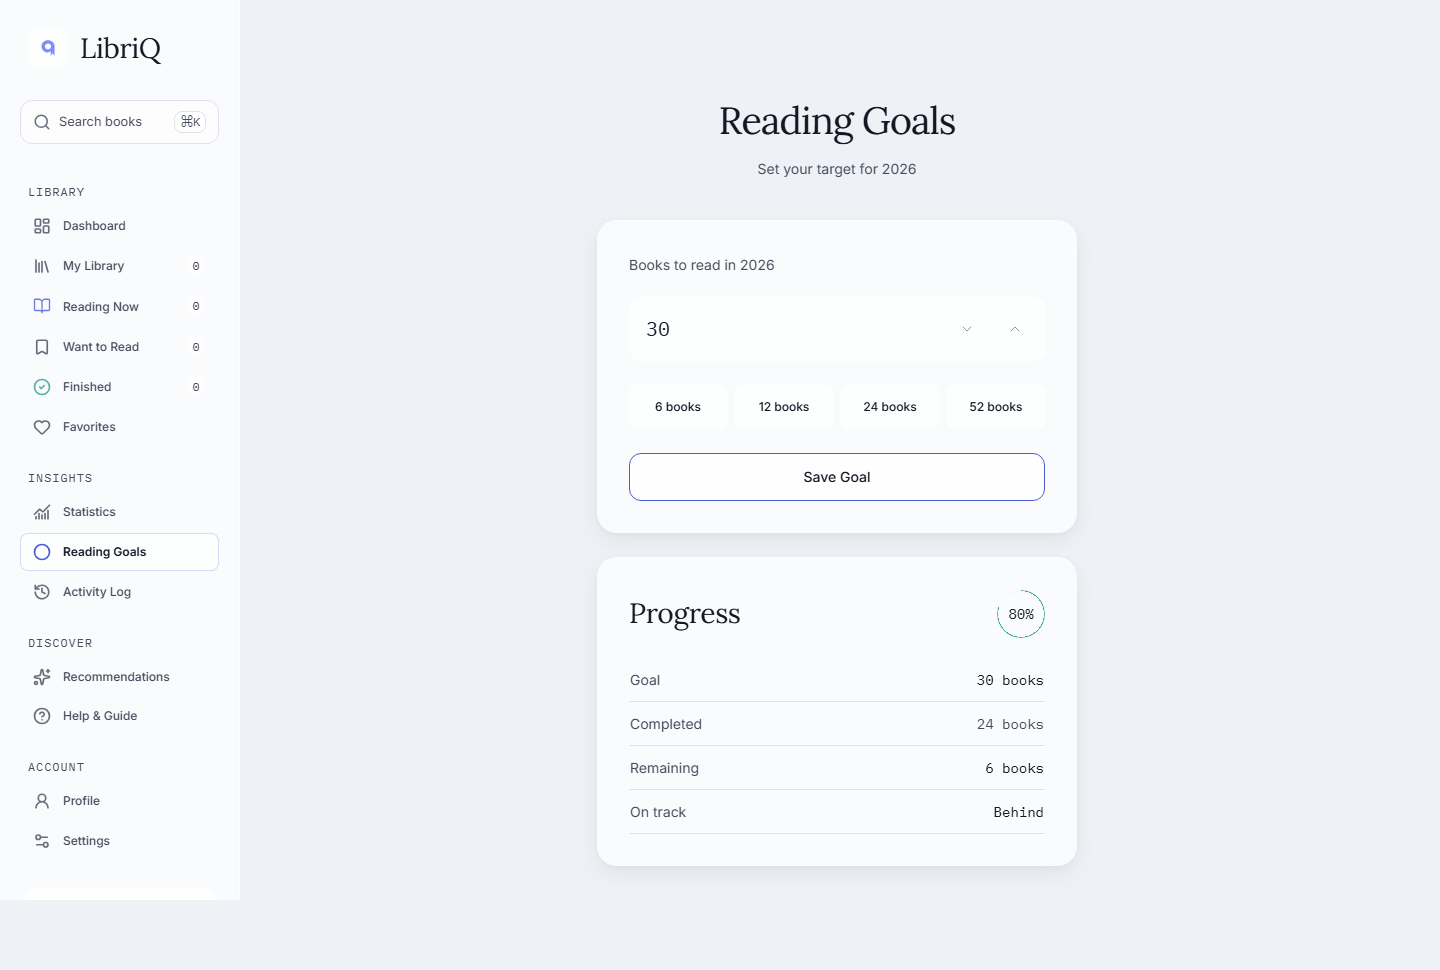 LibriQ
Search books ⌘K
LIBRARY
Dashboard
My Library 0
Reading Now 0
Want to Read 0
Finished 0
Favorites
INSIGHTS
Statistics
Reading Goals
Activity Log
DISCOVER
Recommendations
Help & Guide
ACCOUNT
Profile
Settings
Reading Goals
Set your target for 2026
Books to read in 2026
30
6 books 12 books 24 books 52 books
Save Goal
Progress 80%
Goal 30 books
Completed 24 books
Remaining 6 books
On track Behind